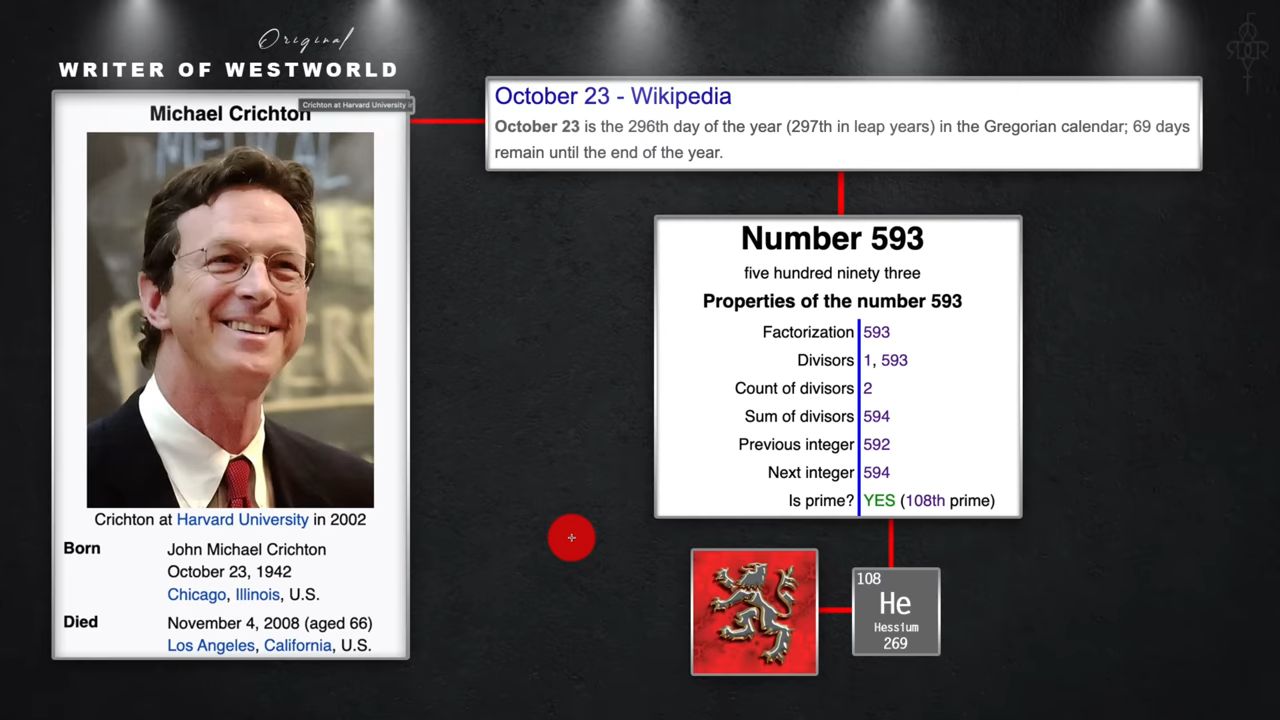 Original
WRITER OF WESTWORLD
Michael Crichton
Crichton at Harvard University in
Crichton at Harvard University in 2002
Born John Michael Crichton
October 23, 1942
Chicago, Illinois, U.S.
Died November 4, 2008 (aged 66)
Los Angeles, California, U.S.
October 23 - Wikipedia
October 23 is the 296th day of the year (297th in leap years) in the Gregorian calendar; 69 days
remain until the end of the year.
Number 593
five hundred ninety three
Properties of the number 593
Factorization 593
Divisors 1, 593
Count of divisors 2
Sum of divisors 594
Previous integer 592
Next integer 594
Is prime? YES (108th prime)
108
He
Hessium
269